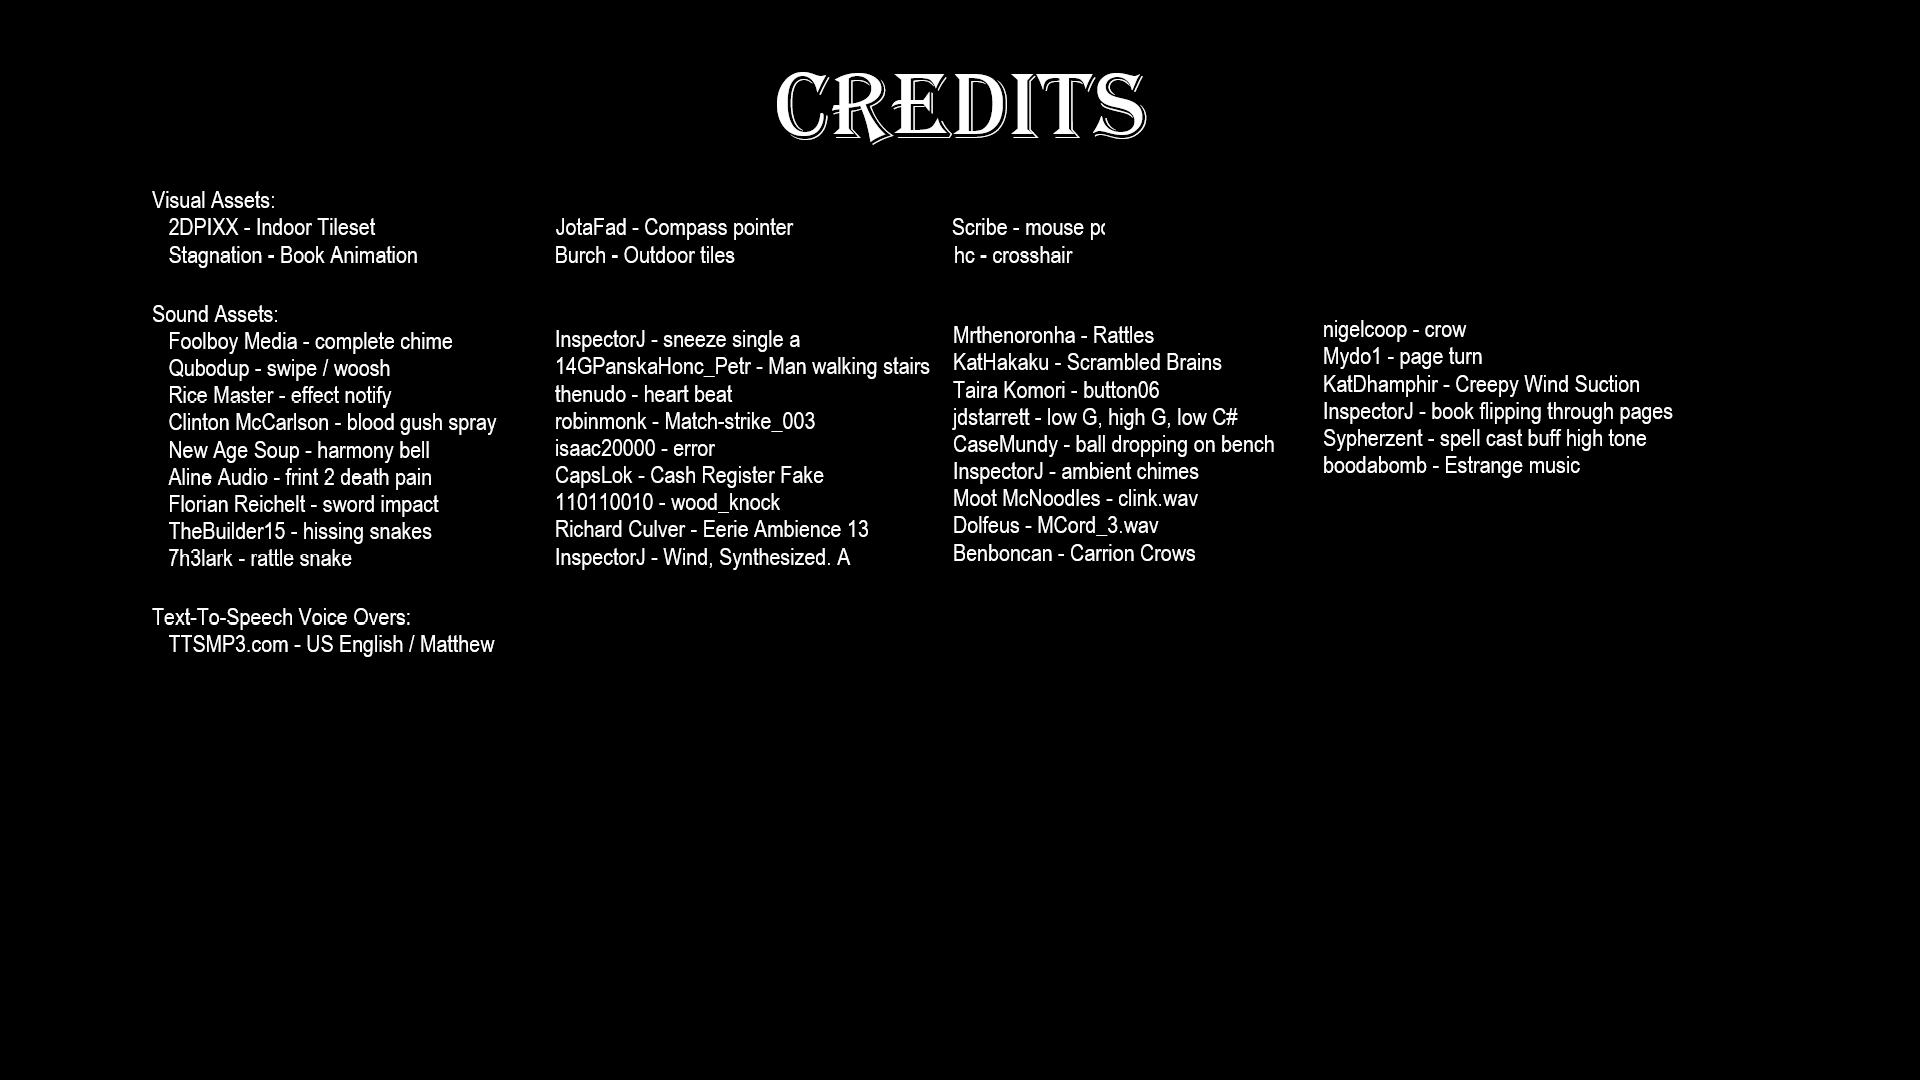 CREDITS
Visual Assets:
2DPIXX - Indoor Tileset
Stagnation - Book Animation
JotaFad - Compass pointer
Burch - Outdoor tiles
Scribe - mouse
hc - crosshair
Sound Assets:
Foolboy Media - complete chime
Qubodup - swipe / woosh
Rice Master - effect notify
Clinton McCarlson - blood gush spray
New Age Soup - harmony bell
Aline Audio - frint 2 death pain
Florian Reichelt - sword impact
TheBuilder15 - hissing snakes
7h3lark - rattle snake
InspectorJ - sneeze single a
14GPanskaHonc_Petr - Man walking stairs
thenudo - heart beat
robinmonk - Match-strike_003
isaac20000 - error
CapsLok - Cash Register Fake
110110010 - wood_knock
Richard Culver - Eerie Ambience 13
InspectorJ - Wind, Synthesized. A
Mrthenoronha - Rattles
KatHakaku - Scrambled Brains
Taira Komori - button06
jdstarrett - low G, high G, low C#
CaseMundy - ball dropping on bench
InspectorJ - ambient chimes
Moot McNoodles - clink.wav
Dolfeus - MCord_3.wav
Benboncan - Carrion Crows
nigelcoop - crow
Mydo1 - page turn
KatDhamphir - Creepy Wind Suction
InspectorJ - book flipping through pages
Sypherzent - spell cast buff high tone
boodabomb - Estrange music
Text-To-Speech Voice Overs:
TTSMP3.com - US English / Matthew